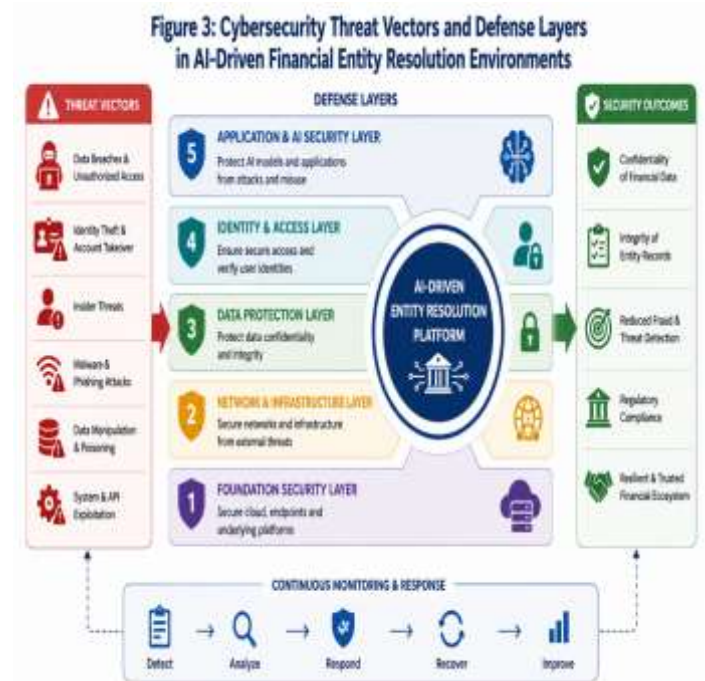 Figure 3: Cybersecurity Threat Vectors and Defense Layers
in AI-Driven Financial Entity Resolution Environments
THREAT VECTORS
Data Breaches &
Unauthorized Access
Identity Theft &
Account Takeover
Insider Threats
Malware &
Phishing Attacks
Data Manipulation
& Poisoning
System & API
Exploitation
DEFENSE LAYERS
5
APPLICATION & AI SECURITY LAYER
Protect AI models and applications
from attacks and misuse
4
IDENTITY & ACCESS LAYER
Ensure secure access and
verify user identities
3
DATA PROTECTION LAYER
Protect data confidentiality
and integrity
2
NETWORK & INFRASTRUCTURE LAYER
Secure networks and infrastructure
from external threats
1
FOUNDATION SECURITY LAYER
Secure cloud, endpoints and
underlying platforms
AI-DRIVEN
ENTITY RESOLUTION
PLATFORM
SECURITY OUTCOMES
Confidentiality
of Financial Data
Integrity of
Entity Records
Reduced Fraud &
Threat Detection
Regulatory
Compliance
Resilient & Trusted
Financial Ecosystem
CONTINUOUS MONITORING & RESPONSE
Detect
Analyze
Respond
Recover
Improve